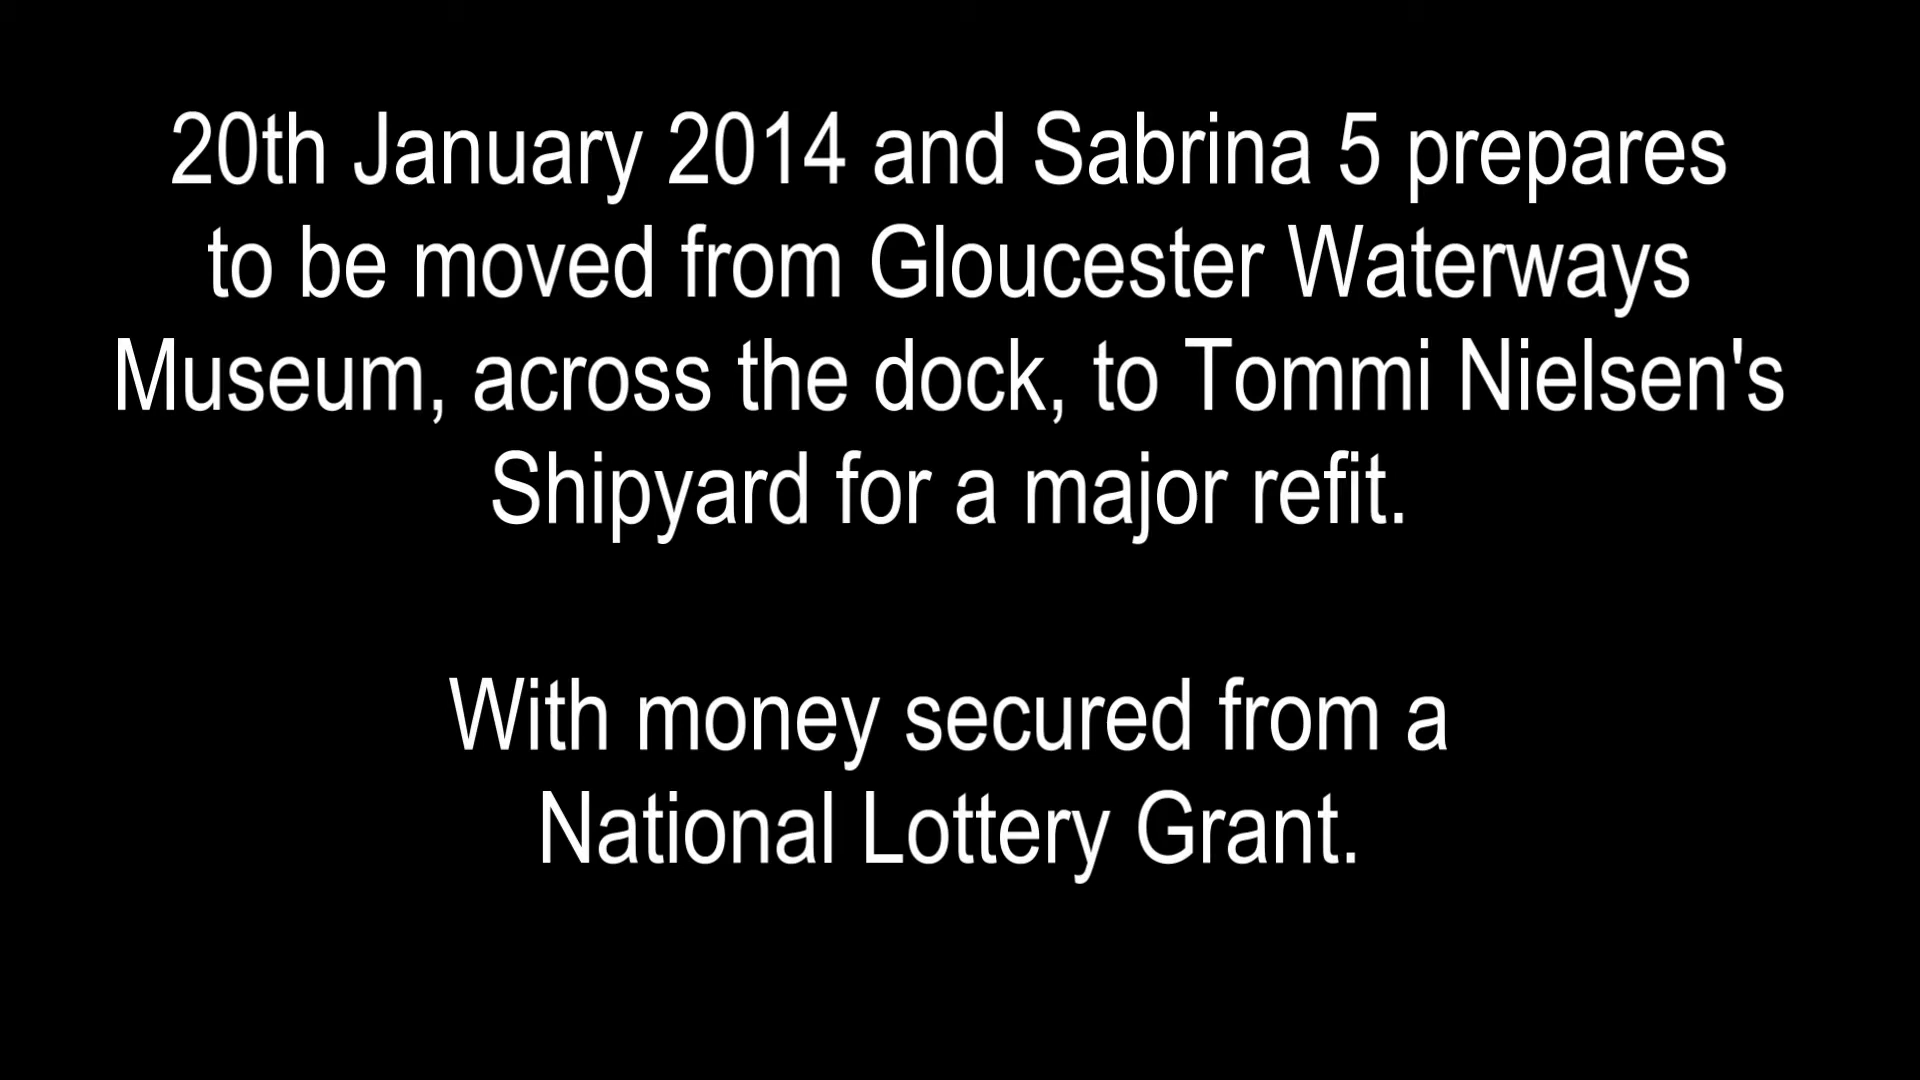 20th January 2014 and Sabrina 5 prepares
to be moved from Gloucester Waterways
Museum, across the dock, to Tommi Nielsen's
Shipyard for a major refit.
With money secured from a
National Lottery Grant.